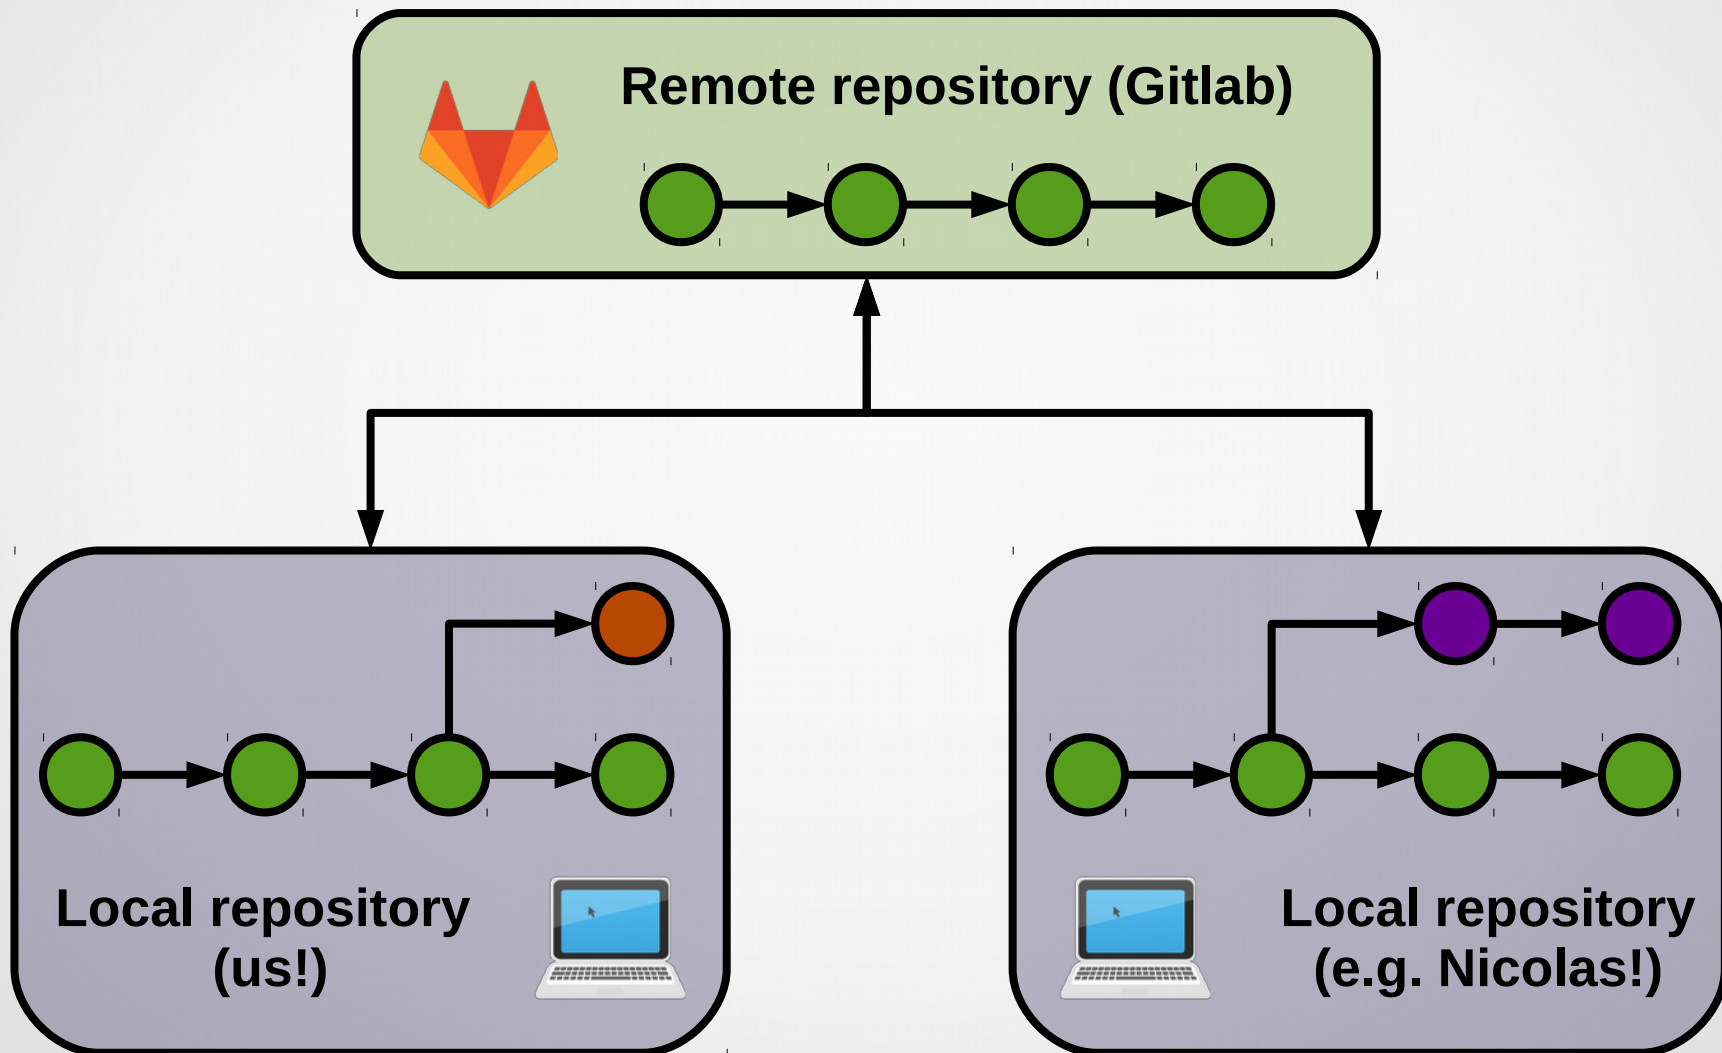 Remote repository (Gitlab)
Local repository
(us!)
Local repository
(e.g. Nicolas!)